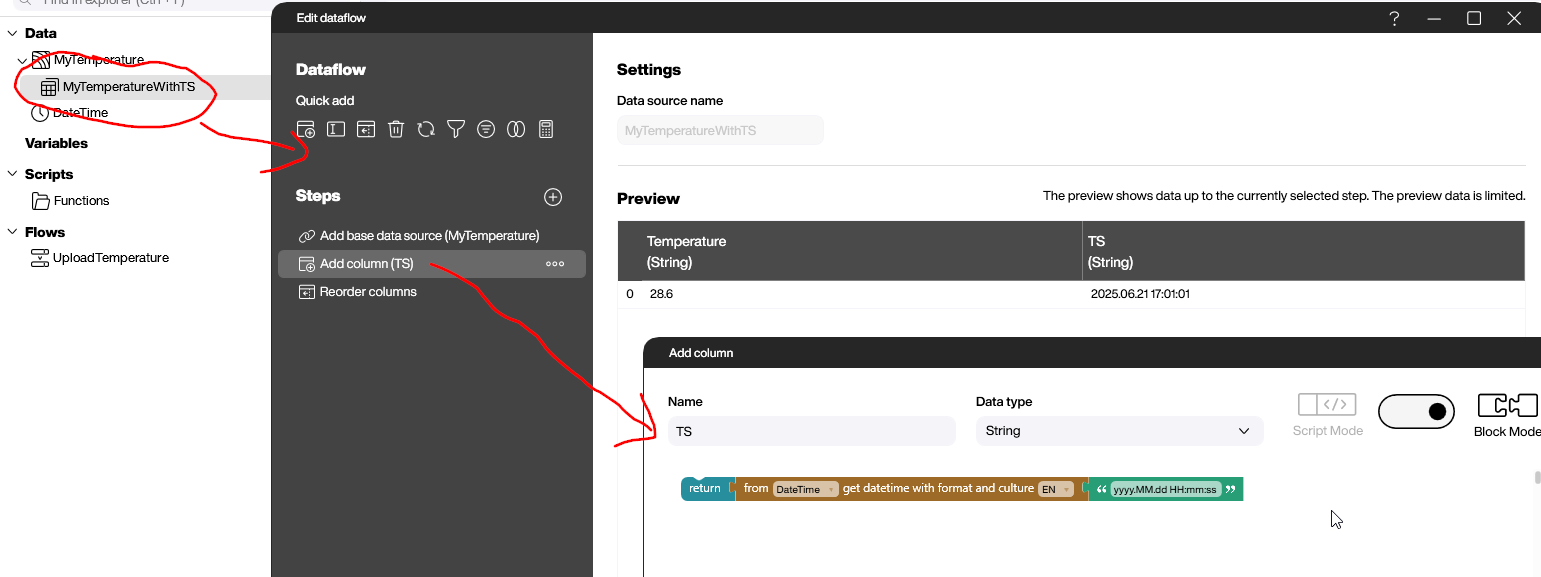 Find in explorer (Ctrl + F)
Data
MyTemperature
MyTemperatureWithTS
DateTime
Variables
Scripts
Functions
Flows
UploadTemperature
Edit dataflow
?
Dataflow
Quick add
Steps
Add base data source (MyTemperature)
Add column (TS)
Reorder columns
Settings
Data source name
MyTemperatureWithTS
Preview
The preview shows data up to the currently selected step. The preview data is limited.
Temperature
(String)
TS
(String)
0 28.6 2025.06.21 17:01:01
Add column
Name
TS
Data type
String
Script Mode
Block Mode
return from DateTime get datetime with format and culture EN “ yyyy.MM.dd HH:mm:ss ”